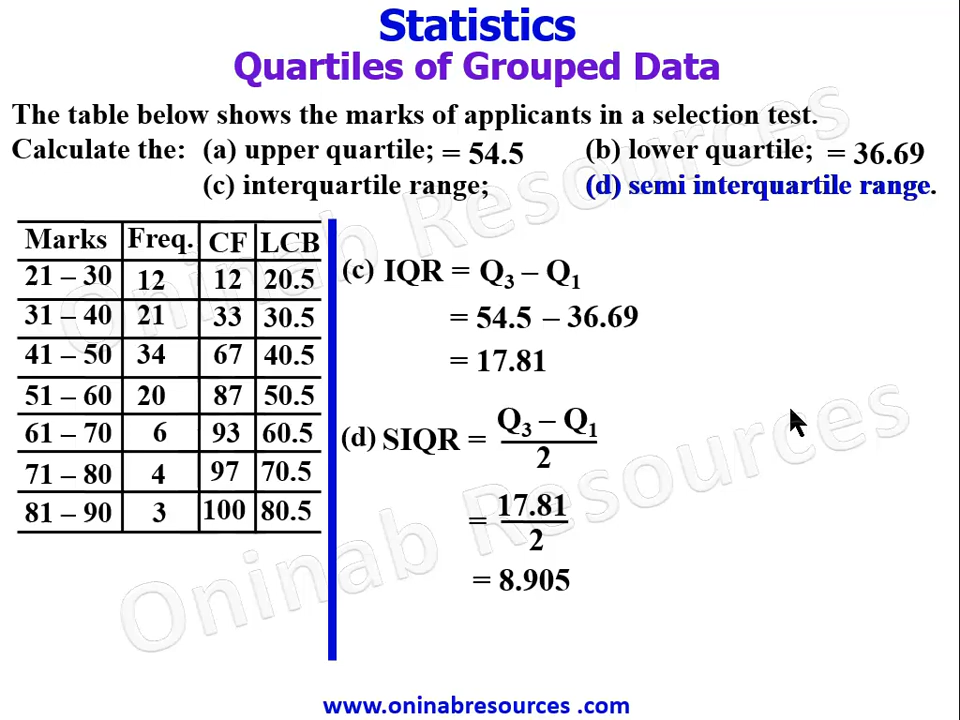 Statistics
Quartiles of Grouped Data
The table below shows the marks of applicants in a selection test.
Calculate the: (a) upper quartile; = 54.5 (b) lower quartile; = 36.69
(c) interquartile range; (d) semi interquartile range.
Marks Freq. CF LCB
21 – 30 12 12 20.5
31 – 40 21 33 30.5
41 – 50 34 67 40.5
51 – 60 20 87 50.5
61 – 70 6 93 60.5
71 – 80 4 97 70.5
81 – 90 3 100 80.5
(c) IQR = Q₃ – Q₁
= 54.5 – 36.69
= 17.81
(d) SIQR = Q₃ – Q₁
2
= 17.81
2
= 8.905
Oninab Resources
Oninab Resources
www.oninabresources .com